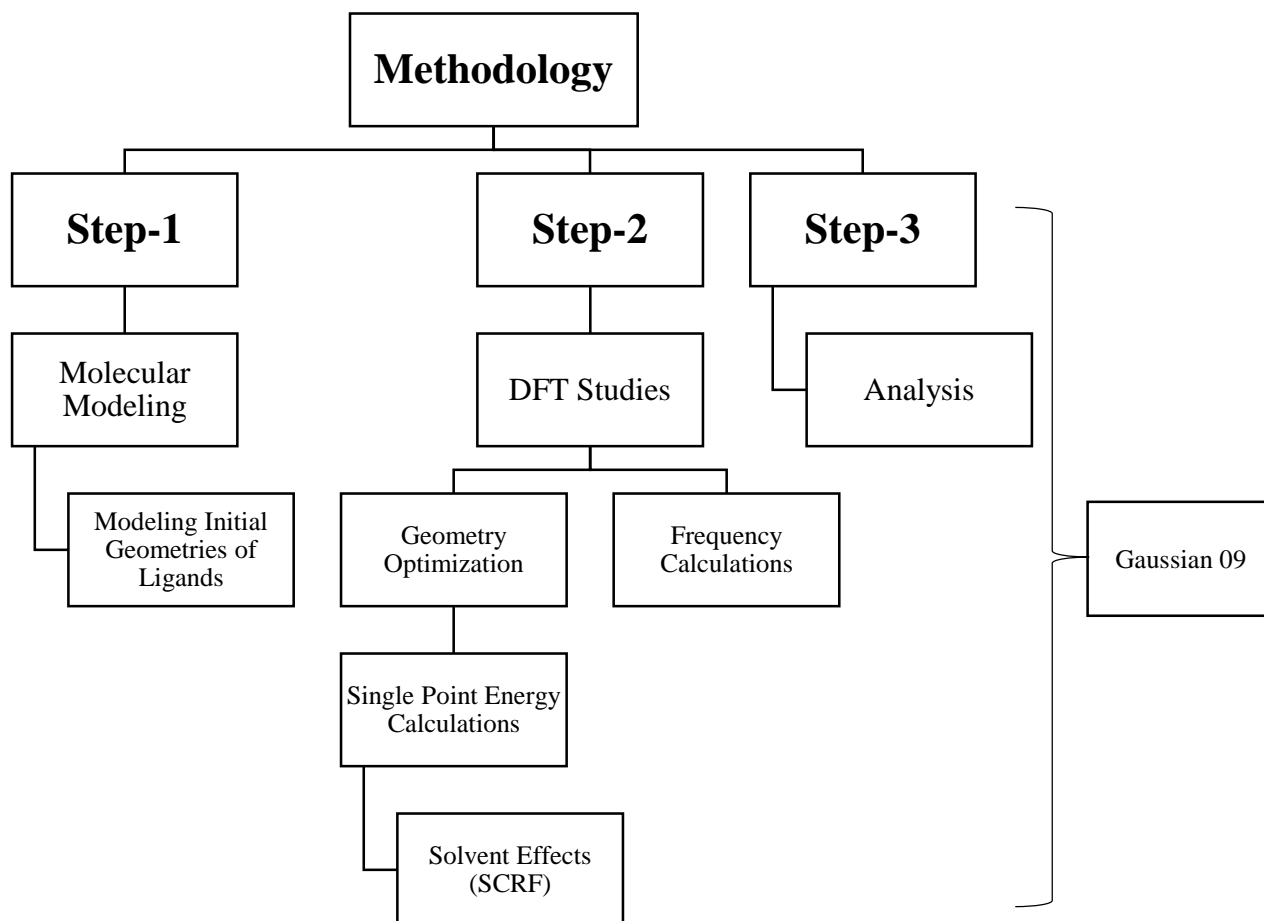 Methodology
Step-1
Step-2
Step-3
Molecular
Modeling
DFT Studies
Analysis
Modeling Initial
Geometries of
Ligands
Geometry
Optimization
Frequency
Calculations
Gaussian 09
Single Point Energy
Calculations
Solvent Effects
(SCRF)